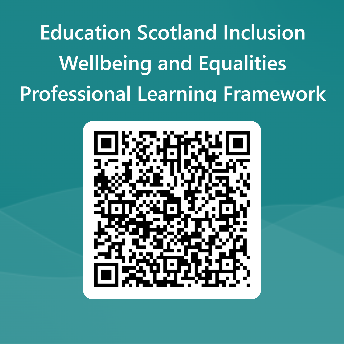 Education Scotland Inclusion
Wellbeing and Equalities
Professional Learning Framework